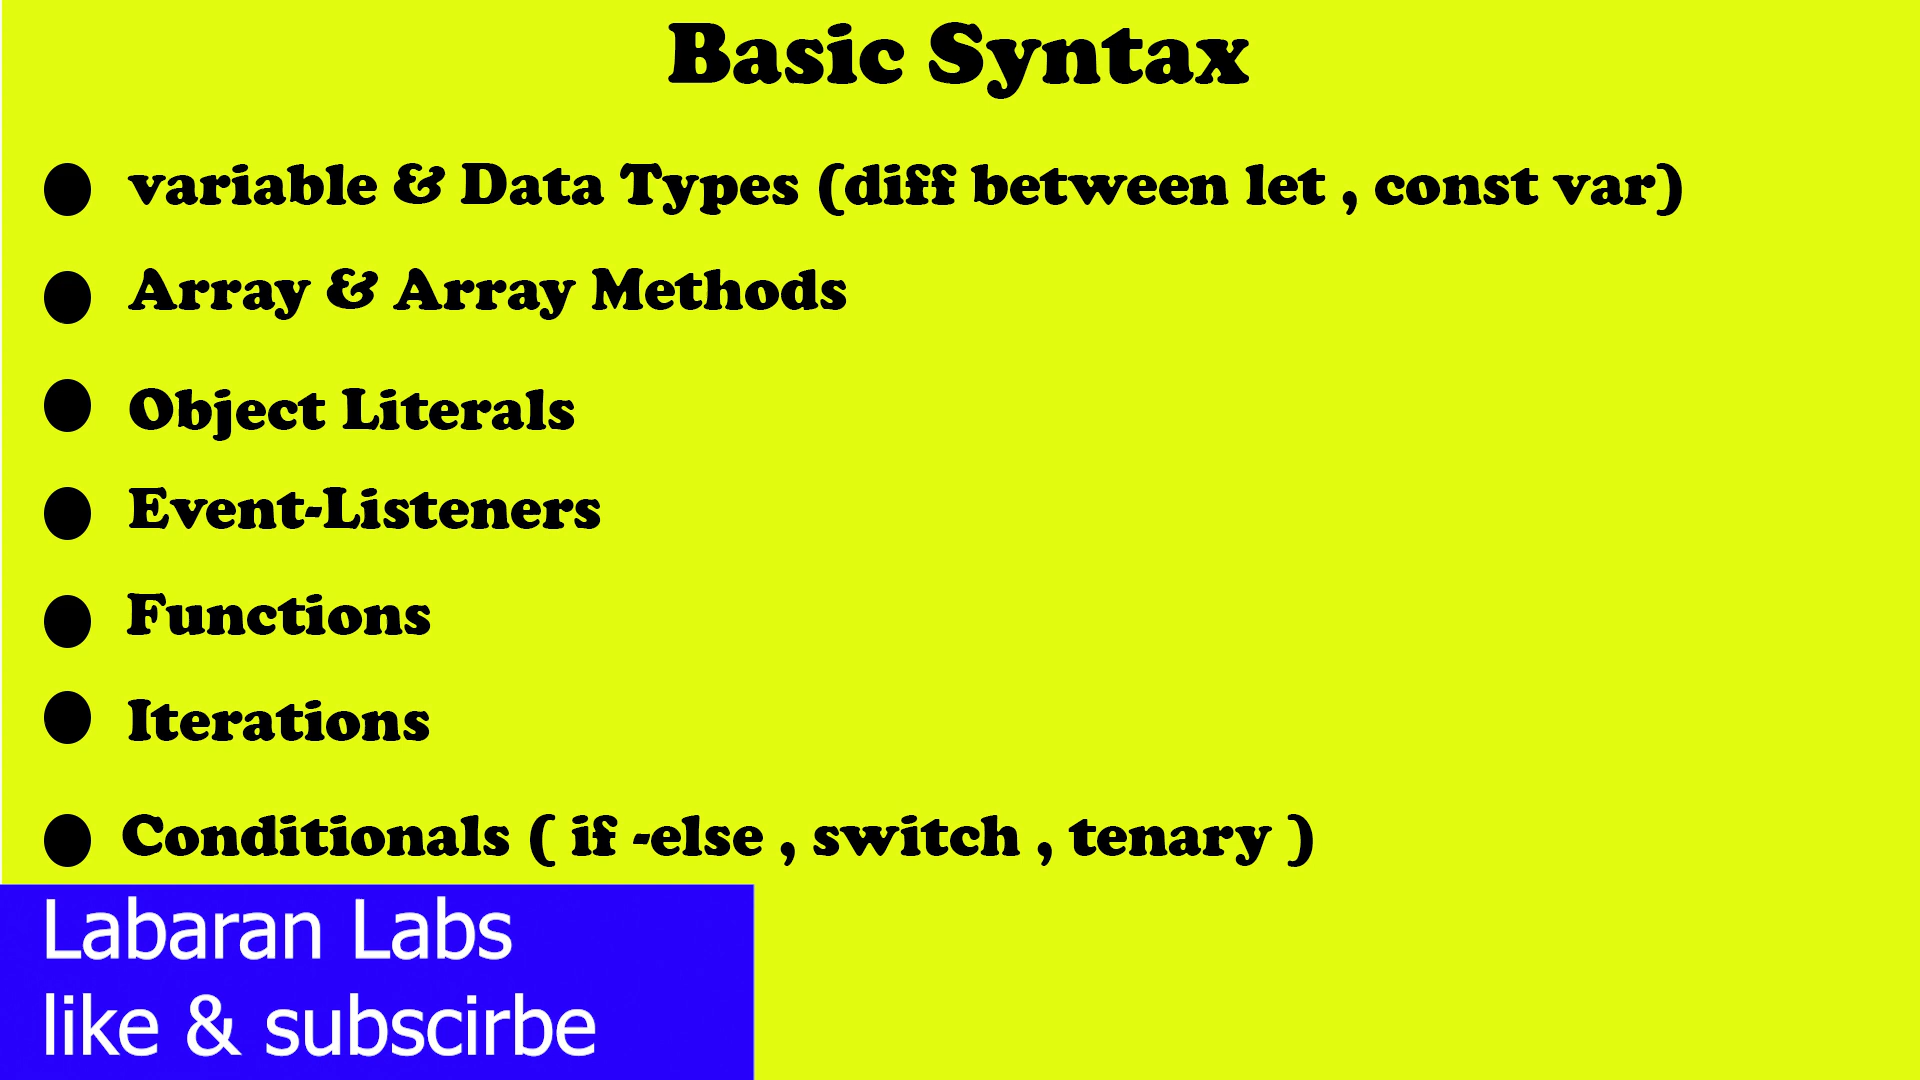 Basic Syntax
variable & Data Types (diff between let , const var)
Array & Array Methods
Object Literals
Event-Listeners
Functions
Iterations
Conditionals ( if -else , switch , tenary )
Labaran Labs
like & subscirbe